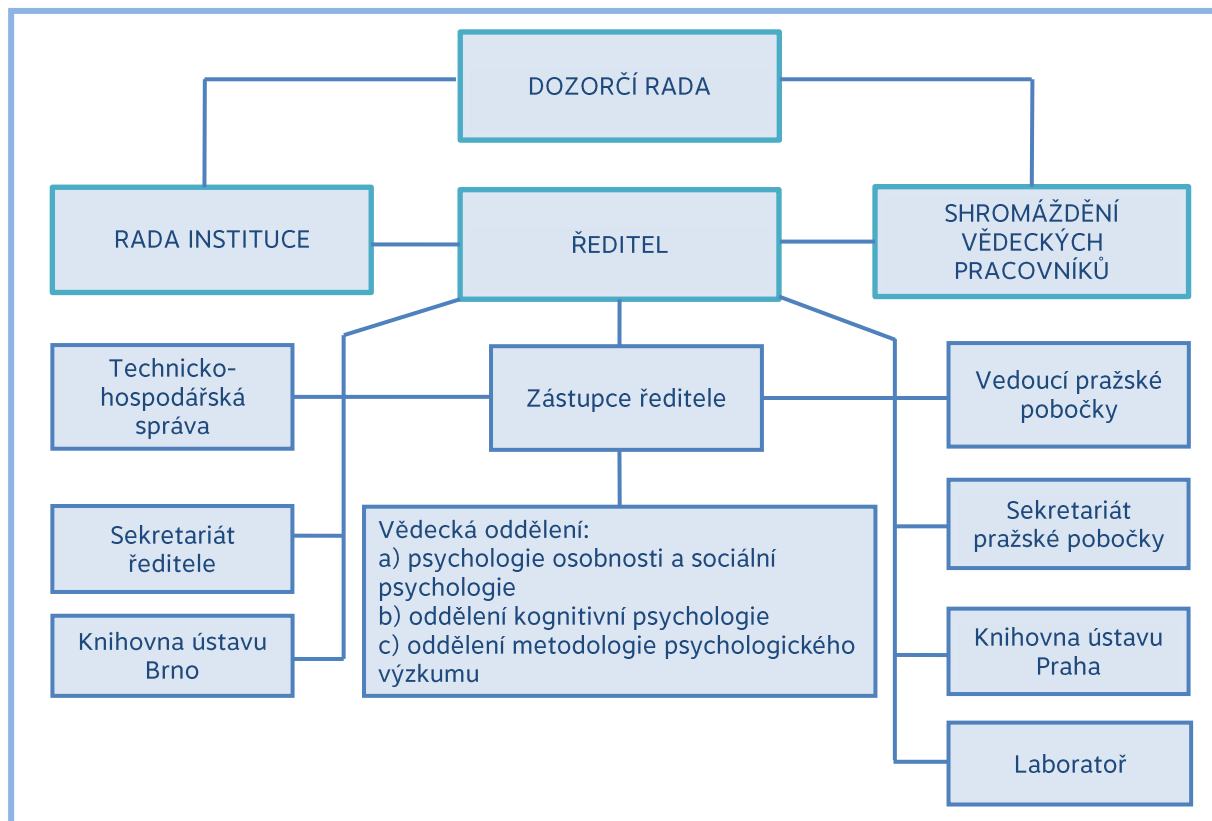 DOZORČÍ RADA
RADA INSTITUCE
ŘEDITEL
SHROMÁŽDĚNÍ
VĚDECKÝCH
PRACOVNÍKŮ
Technicko-
hospodářská
správa
Zástupce ředitele
Vedoucí pražské
pobočky
Sekretariát
ředitele
Vědecká oddělení:
a) psychologie osobnosti a sociální
psychologie
b) oddělení kognitivní psychologie
c) oddělení metodologie psychologického
výzkumu
Sekretariát
pražské pobočky
Knihovna ústavu
Brno
Knihovna ústavu
Praha
Laboratoř